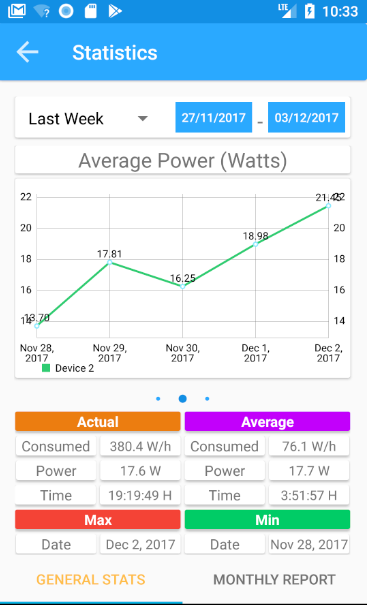 LTE 10:33
Statistics
Last Week 27/11/2017 - 03/12/2017
Average Power (Watts)
22 21.45 22
20 20
18 17.81 18.98 18
16 16.25 16
14 13.70 14
Nov 28, 2017 Nov 29, 2017 Nov 30, 2017 Dec 1, 2017 Dec 2, 2017
Device 2
Actual Average
Consumed 380.4 W/h Consumed 76.1 W/h
Power 17.6 W Power 17.7 W
Time 19:19:49 H Time 3:51:57 H
Max Min
Date Dec 2, 2017 Date Nov 28, 2017
GENERAL STATS MONTHLY REPORT